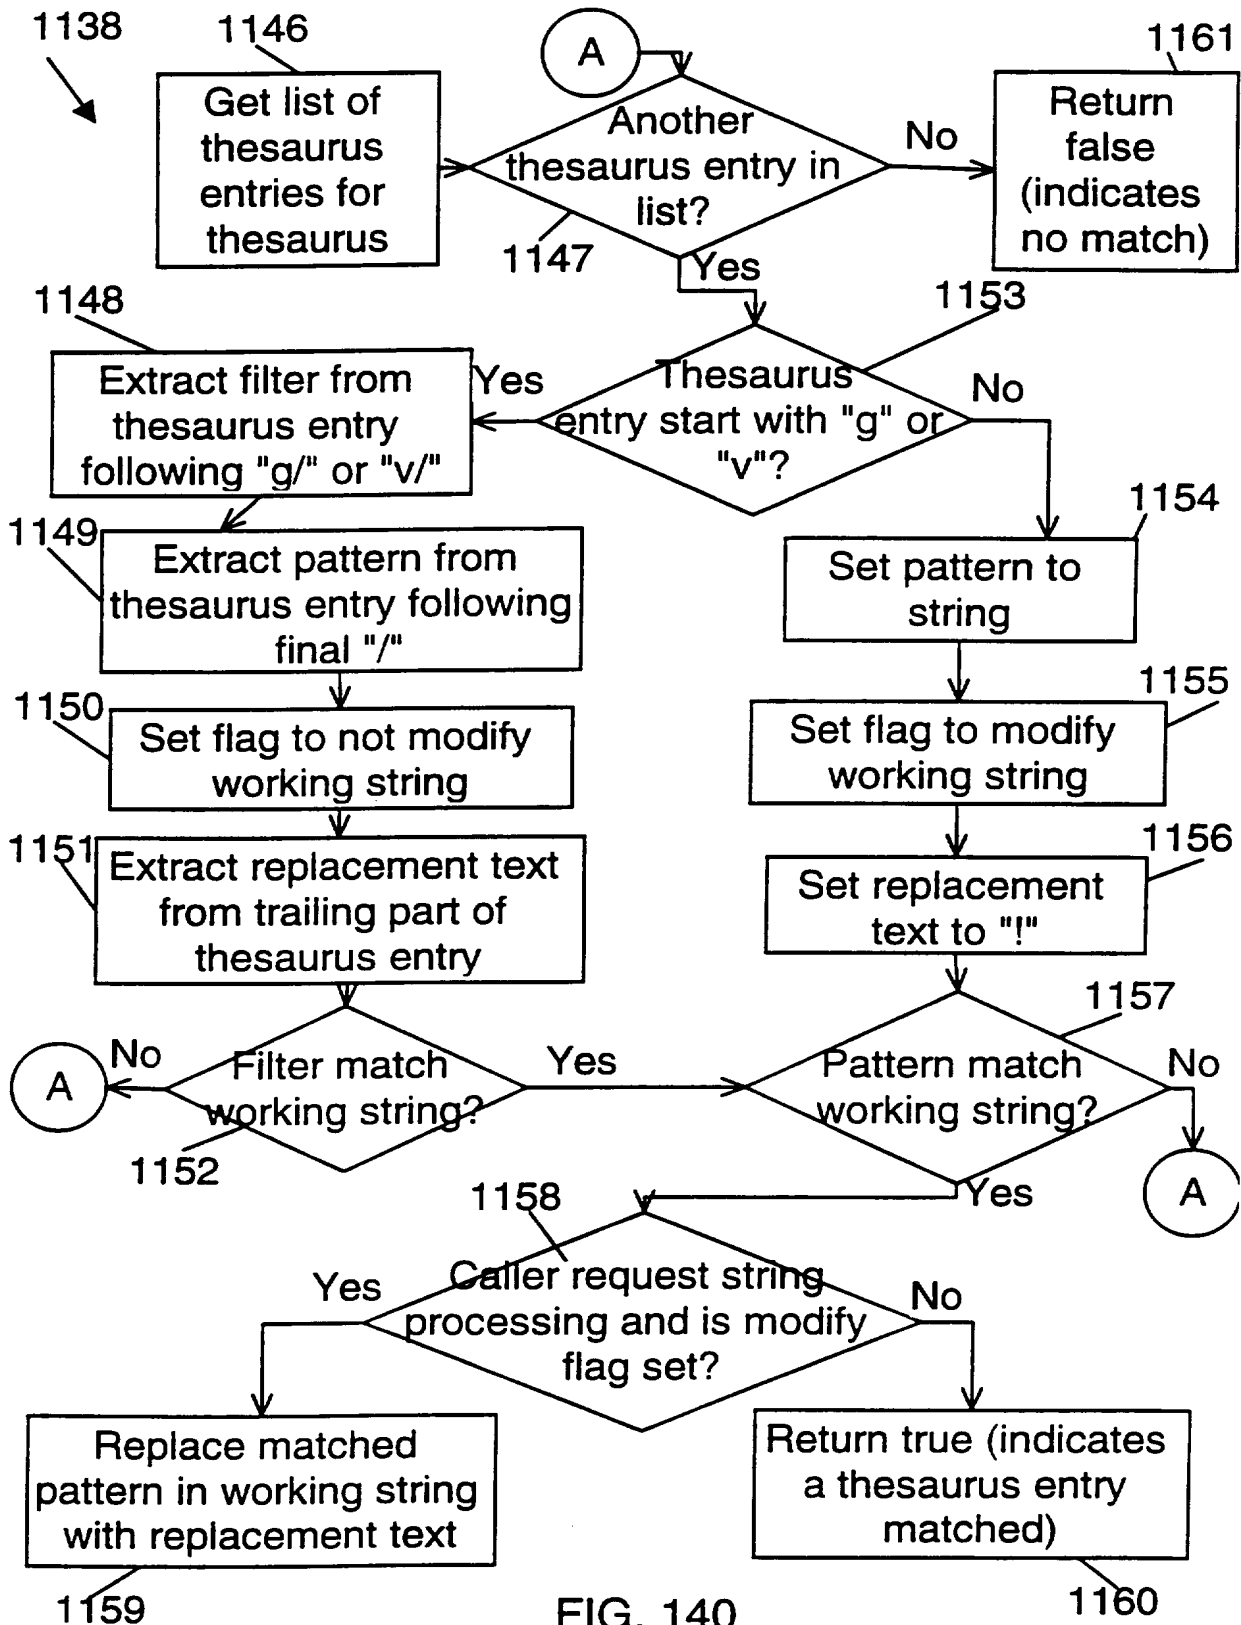 1138
1146
A
1161
Get list of
thesaurus
entries for
thesaurus
Another
thesaurus entry in
list?
No
Return
false
(indicates
no match)
1147
Yes
1148
1153
Extract filter from
thesaurus entry
following "g/" or "v/"
Yes
Thesaurus
entry start with "g" or
"v"?
No
1154
1149
Extract pattern from
thesaurus entry following
final "/"
Set pattern to
string
1150
1155
Set flag to not modify
working string
Set flag to modify
working string
1151
1156
Extract replacement text
from trailing part of
thesaurus entry
Set replacement
text to "!"
1157
A
No
Filter match
working string?
Yes
Pattern match
working string?
No
1152
A
1158
Yes
Yes
Caller request string
processing and is modify
flag set?
No
Replace matched
pattern in working string
with replacement text
Return true (indicates
a thesaurus entry
matched)
1159
1160
FIG. 140